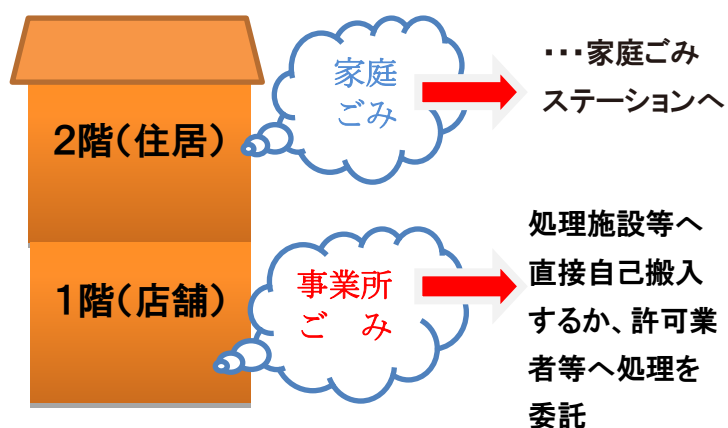 2階(住居)
家庭
ごみ
・・・家庭ごみ
ステーションへ
1階(店舗)
事業所
ご　み
処理施設等へ
直接自己搬入
するか、許可業
者等へ処理を
委託